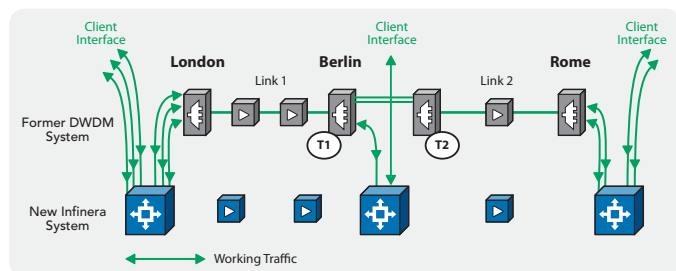 Client
Interface
Client
Interface
Client
Interface
London
Berlin
Rome
Link 1
Link 2
Former DWDM
System
T1
T2
New Infinera
System
Working Traffic